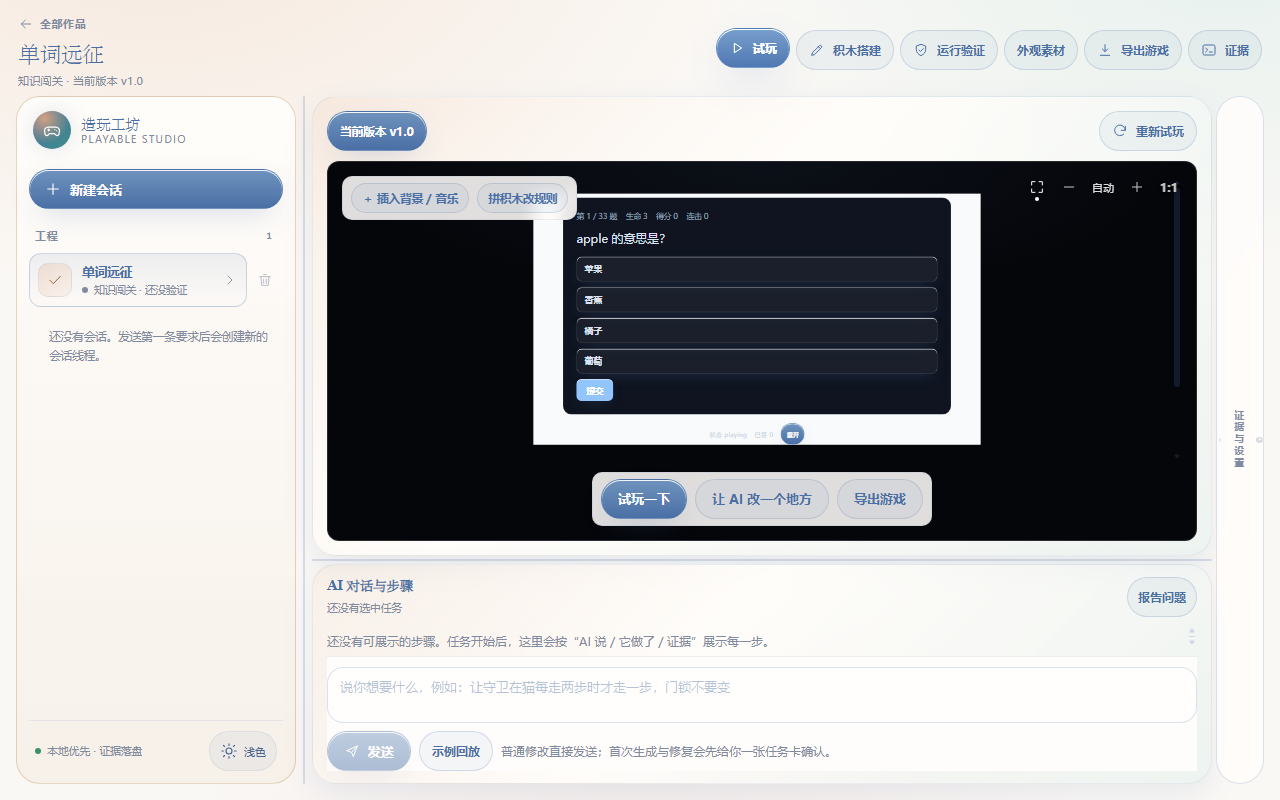 全部作品
单词远征
知识闯关 · 当前版本 v1.0
试玩
积木搭建
运行验证
外观素材
导出游戏
证据
造玩工坊
PLAYABLE STUDIO
新建会话
工程 1
单词远征
知识闯关 · 还没验证
还没有会话。发送第一条要求后会创建新的
会话线程。
本地优先 · 证据落盘
浅色
当前版本 v1.0
重新试玩
+ 插入背景 / 音乐
拼积木改规则
自动
1:1
第 1 / 33 题 生命 3 得分 0 连击 0
apple 的意思是？
苹果
香蕉
橘子
葡萄
提交
状态 playing 已答 0
展开
试玩一下
让 AI 改一个地方
导出游戏
AI 对话与步骤
还没有选中任务
报告问题
还没有可展示的步骤。任务开始后，这里会按“AI 说 / 它做了 / 证据”展示每一步。
说你想要什么，例如：让守卫在猫每走两步时才走一步，门锁不要变
发送
示例回放
普通修改直接发送；首次生成与修复会先给你一张任务卡确认。
证据与设置